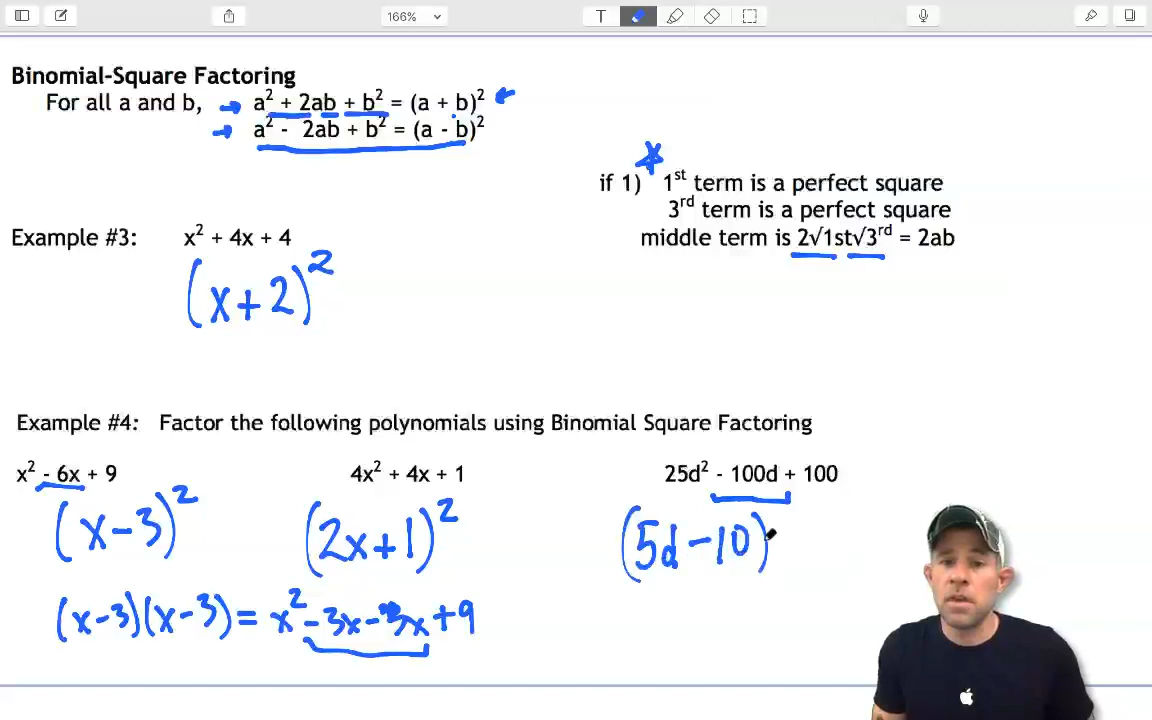 166%
T
Binomial-Square Factoring
For all a and b, → a² + 2ab + b² = (a + b)² ←
→ a² - 2ab + b² = (a - b)²
if 1) 1st term is a perfect square
3rd term is a perfect square
middle term is 2√1st√3rd = 2ab
Example #3: x² + 4x + 4
(x+2)²
Example #4: Factor the following polynomials using Binomial Square Factoring
x² - 6x + 9 4x² + 4x + 1 25d² - 100d + 100
(x-3)² (2x+1)² (5d-10)
(x-3)(x-3) = x² -3x-3x+9